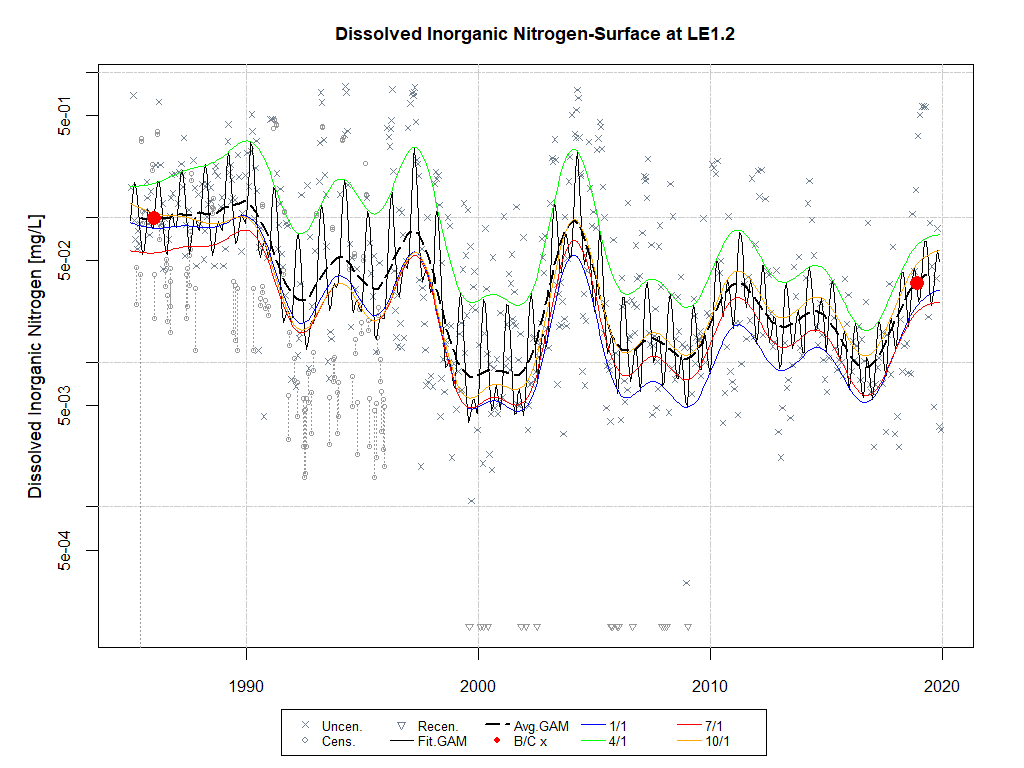 Dissolved Inorganic Nitrogen-Surface at LE1.2
Dissolved Inorganic Nitrogen [mg/L]
5e-01
5e-02
5e-03
5e-04
1990 2000 2010 2020
Uncen. Recen. Avg.GAM 1/1 7/1
Cens. Fit.GAM B/C x 4/1 10/1